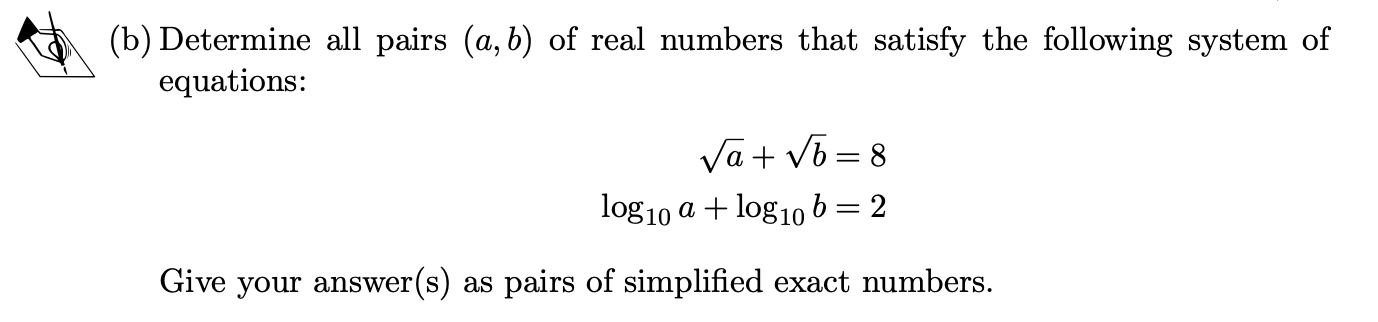 (b) Determine all pairs (a, b) of real numbers that satisfy the following system of
equations:
√a + √b = 8
log₁₀ a + log₁₀ b = 2
Give your answer(s) as pairs of simplified exact numbers.